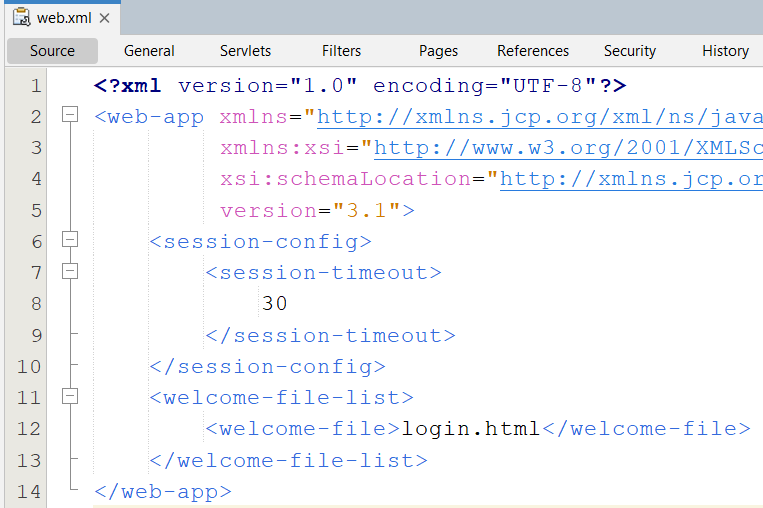 web.xml
Source General Servlets Filters Pages References Security History
1 <?xml version="1.0" encoding="UTF-8"?>
2 <web-app xmlns="http://xmlns.jcp.org/xml/ns/java
3 xmlns:xsi="http://www.w3.org/2001/XMLSc
4 xsi:schemaLocation="http://xmlns.jcp.or
5 version="3.1">
6 <session-config>
7 <session-timeout>
8 30
9 </session-timeout>
10 </session-config>
11 <welcome-file-list>
12 <welcome-file>login.html</welcome-file>
13 </welcome-file-list>
14 </web-app>